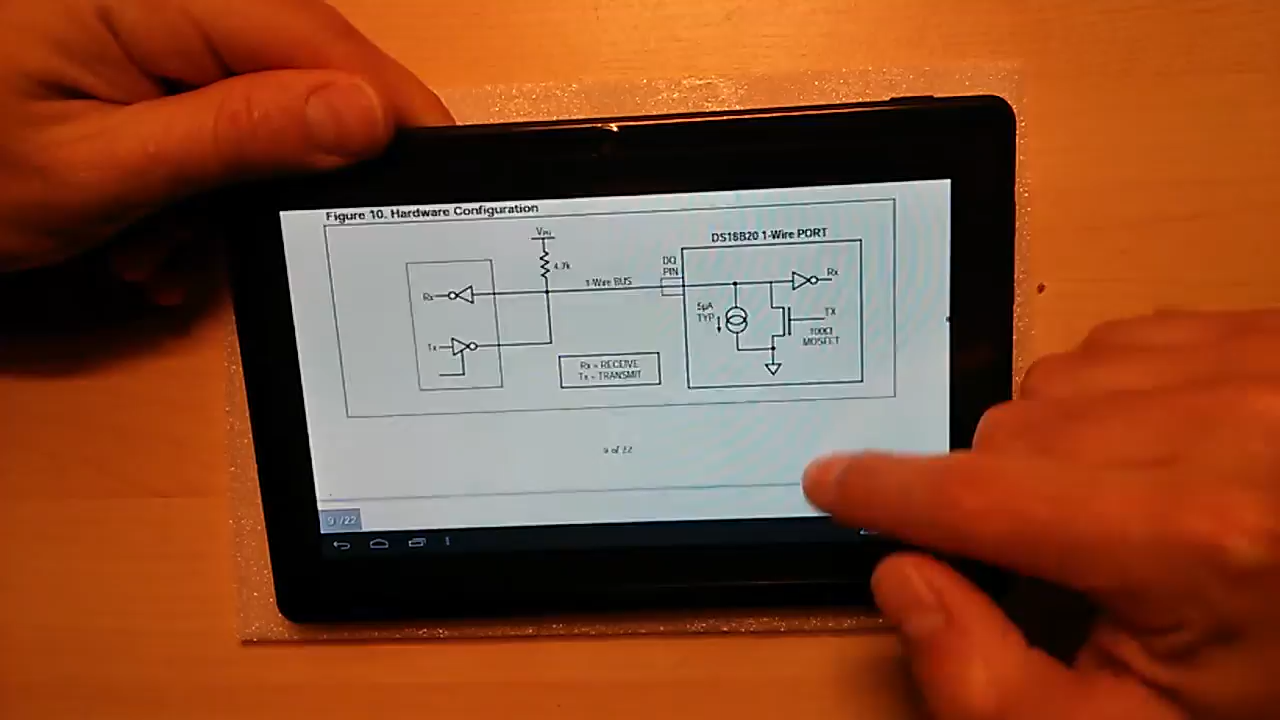 Figure 10. Hardware Configuration
VPU
4.7k
DS18B20 1-Wire PORT
DQ
PIN
1-Wire BUS
Rx
Rx
5µA
TYP
TX
100Ω
MOSFET
Tx
Rx = RECEIVE
Tx = TRANSMIT
9 of 22
9 /22